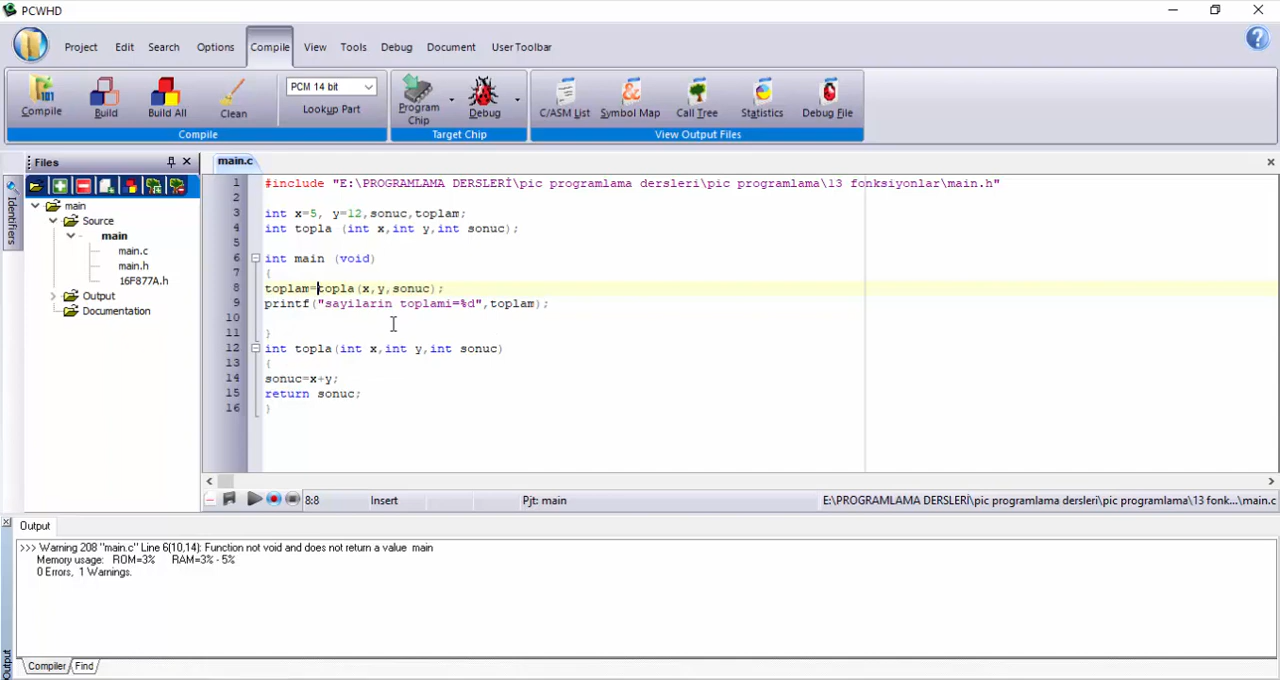 PCWHD
Project Edit Search Options Compile View Tools Debug Document User Toolbar
Compile Build Build All Clean PCM 14 bit Lookup Part Program Chip Debug C/ASM List Symbol Map Call Tree Statistics Debug File
Compile Target Chip View Output Files
Files
main.c
Identifiers
main
Source
main
main.c
main.h
16F877A.h
Output
Documentation
1 #include "E:\PROGRAMLAMA DERSLERİ\pic programlama dersleri\pic programlama\13 fonksiyonlar\main.h"
2
3 int x=5, y=12,sonuc,toplam;
4 int topla (int x,int y,int sonuc);
5
6 int main (void)
7 {
8 toplam=topla(x,y,sonuc);
9 printf("sayilarin toplami=%d",toplam);
10
11 }
12 int topla(int x,int y,int sonuc)
13 {
14 sonuc=x+y;
15 return sonuc;
16 }
8:8 Insert Pjt: main E:\PROGRAMLAMA DERSLERİ\pic programlama dersleri\pic programlama\13 fonk...\main.c
Output
>>> Warning 208 "main.c" Line 6(10,14): Function not void and does not return a value main
Memory usage: ROM=3% RAM=3% - 5%
0 Errors, 1 Warnings.
Output
Compiler Find